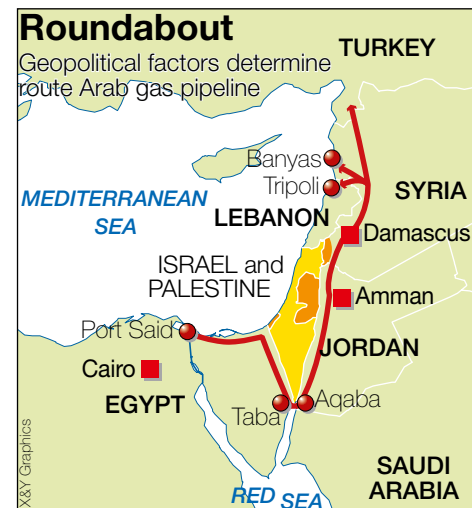 Roundabout
Geopolitical factors determine
route Arab gas pipeline
TURKEY
Banyas
Tripoli
MEDITERRANEAN
SEA
SYRIA
LEBANON
Damascus
ISRAEL and
PALESTINE
Amman
Port Said
JORDAN
Cairo
EGYPT
Taba
Aqaba
SAUDI
ARABIA
RED SEA
X&Y Graphics